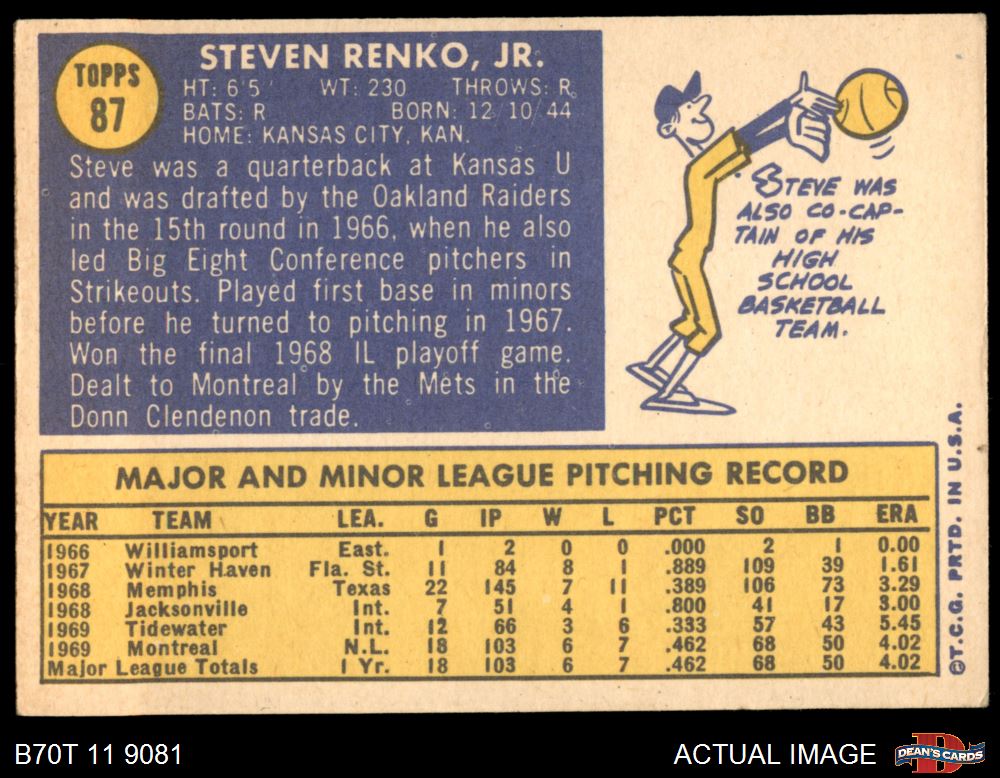 TOPPS
87
STEVEN RENKO, JR.
HT: 6'5" WT: 230 THROWS: R
BATS: R BORN: 12/10/44
HOME: KANSAS CITY, KAN.
Steve was a quarterback at Kansas U
and was drafted by the Oakland Raiders
in the 15th round in 1966, when he also
led Big Eight Conference pitchers in
Strikeouts. Played first base in minors
before he turned to pitching in 1967.
Won the final 1968 IL playoff game.
Dealt to Montreal by the Mets in the
Donn Clendenon trade.
STEVE WAS
ALSO CO-CAP-
TAIN OF HIS
HIGH
SCHOOL
BASKETBALL
TEAM.
MAJOR AND MINOR LEAGUE PITCHING RECORD
YEAR TEAM LEA. G IP W L PCT SO BB ERA
1966 Williamsport East. 1 2 0 0 .000 2 1 0.00
1967 Winter Haven Fla. St. 11 84 8 1 .889 109 39 1.61
1968 Memphis Texas 22 145 7 11 .389 106 73 3.29
1968 Jacksonville Int. 7 51 4 1 .800 41 17 3.00
1969 Tidewater Int. 12 66 3 6 .333 57 43 5.45
1969 Montreal N.L. 18 103 6 7 .462 68 50 4.02
Major League Totals 1 Yr. 18 103 6 7 .462 68 50 4.02
©T.C.G. PRTD. IN U.S.A.
B70T 11 9081
ACTUAL IMAGE
DEAN'S CARDS